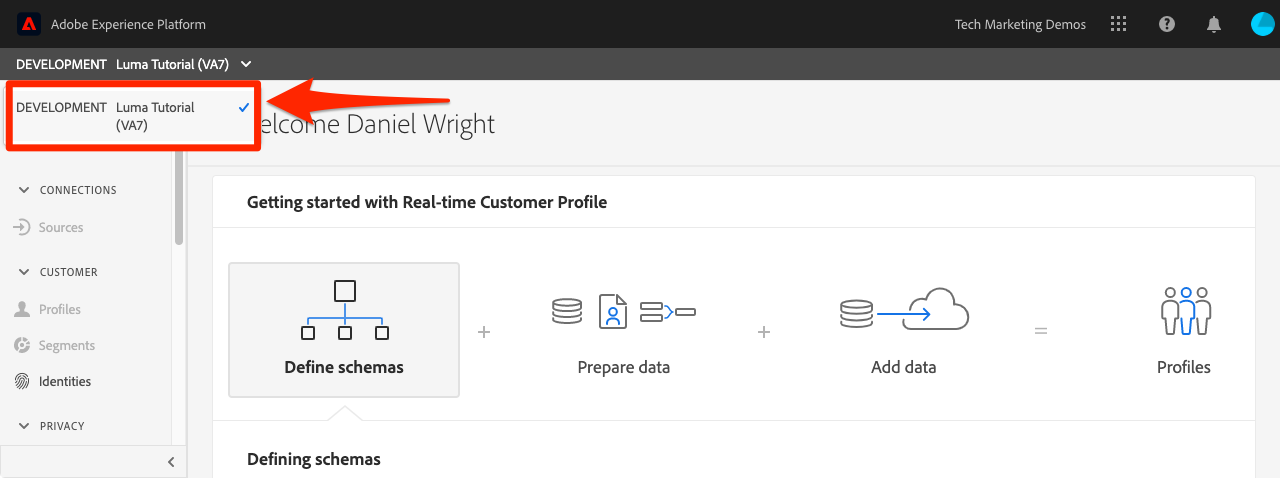 Adobe Experience Platform
Tech Marketing Demos
DEVELOPMENT Luma Tutorial (VA7)
DEVELOPMENT Luma Tutorial
(VA7)
elcome Daniel Wright
CONNECTIONS
Sources
CUSTOMER
Profiles
Segments
Identities
PRIVACY
Getting started with Real-time Customer Profile
Define schemas + Prepare data + Add data = Profiles
Defining schemas